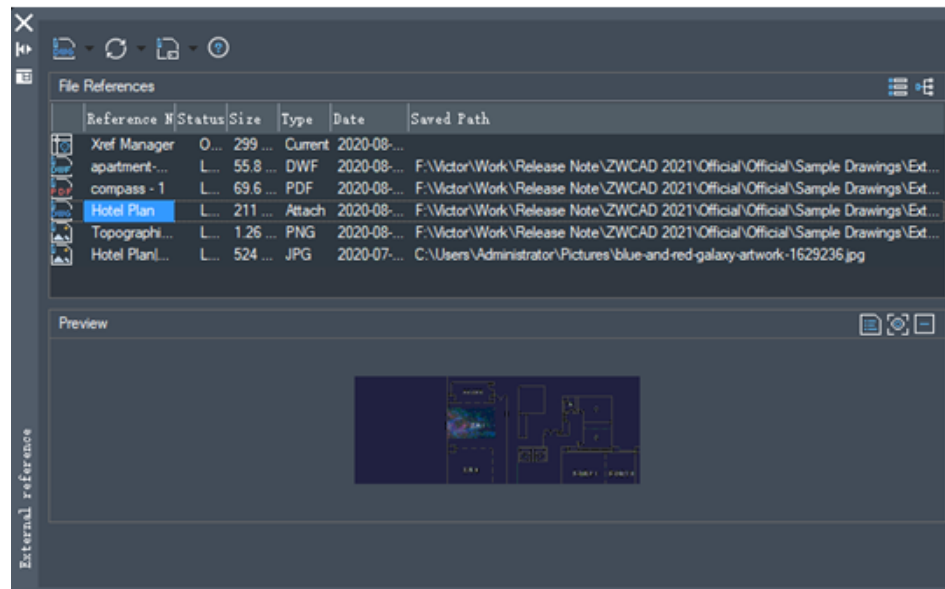 File References
Reference N Status Size Type Date Saved Path
Xref Manager O... 299 ... Current 2020-08-...
apartment-... L... 55.8 ... DWF 2020-08-... F:\Victor\Work\Release Note\ZWCAD 2021\Official\Official\Sample Drawings\Ext...
compass - 1 L... 69.6 ... PDF 2020-08-... F:\Victor\Work\Release Note\ZWCAD 2021\Official\Official\Sample Drawings\Ext...
Hotel Plan L... 211 ... Attach 2020-08-... F:\Victor\Work\Release Note\ZWCAD 2021\Official\Official\Sample Drawings\Ext...
Topographi... L... 1.26 ... PNG 2020-08-... F:\Victor\Work\Release Note\ZWCAD 2021\Official\Official\Sample Drawings\Ext...
Hotel Plan|... L... 524 ... JPG 2020-07-... C:\Users\Administrator\Pictures\blue-and-red-galaxy-artwork-1629236.jpg
Preview
External reference